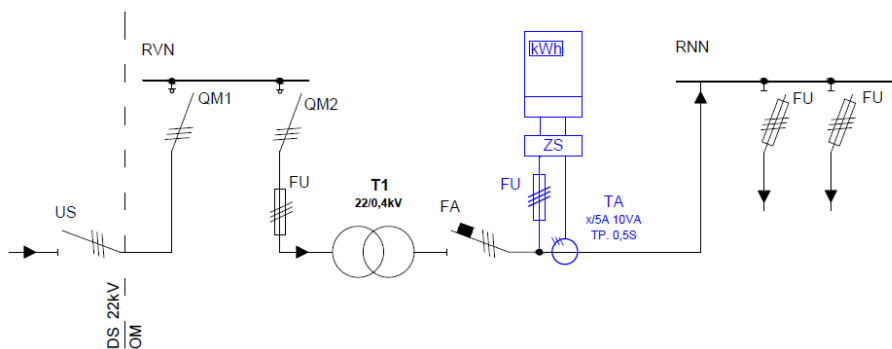 RVN
kWh
RNN
QM1
QM2
FU
FU
ZS
FU
T1
22/0,4kV
FU
TA
x/5A 10VA
TP. 0,5S
US
FA
DS 22kV
OM